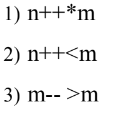 1) n++*m
2) n++<m
3) m-- >m